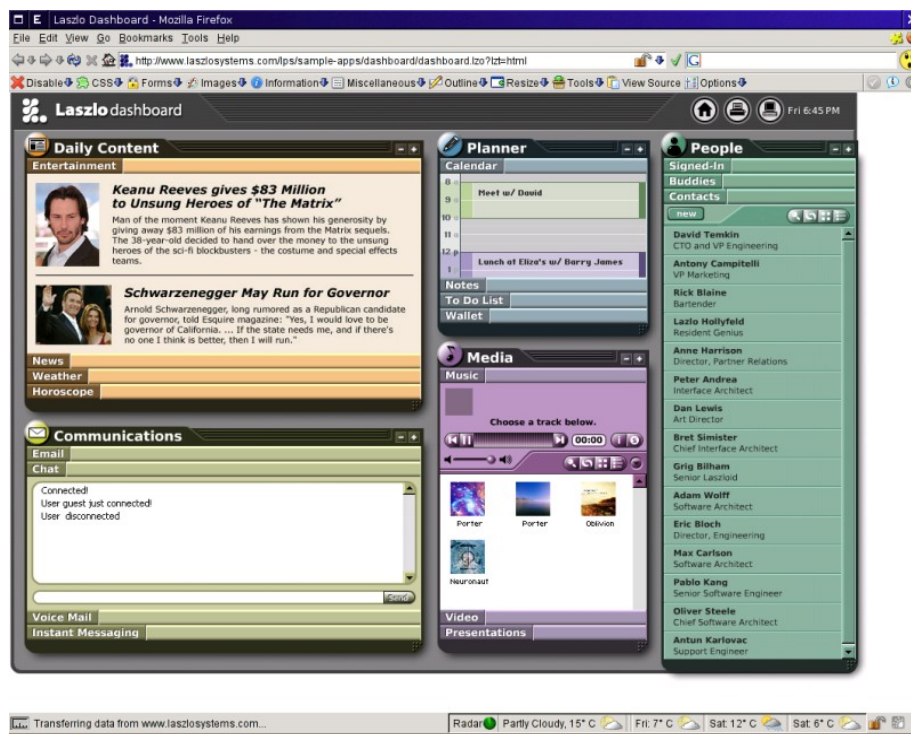 Laszlo Dashboard - Mozilla Firefox
File Edit View Go Bookmarks Tools Help
http://www.laszlosystems.com/lps/sample-apps/dashboard/dashboard.lzo?lzt=html
Disable CSS Forms Images Information Miscellaneous Outline Resize Tools View Source Options
Laszlo dashboard
Fri 6:45 PM
Daily Content
Entertainment
Keanu Reeves gives $83 Million
to Unsung Heroes of "The Matrix"
Man of the moment Keanu Reeves has shown his generosity by
giving away $83 million of his earnings from the Matrix sequels.
The 38-year-old decided to hand over the money to the unsung
heroes of the sci-fi blockbusters - the costume and special effects
teams.
Schwarzenegger May Run for Governor
Arnold Schwarzenegger, long rumored as a Republican candidate
for governor, told Esquire magazine: "Yes, I would love to be
governor of California. ... If the state needs me, and if there's
no one I think is better, then I will run."
News
Weather
Horoscope
Communications
Email
Chat
Connected!
User guest just connected!
User disconnected
Send
Voice Mail
Instant Messaging
Planner
Calendar
8
9
Meet w/ David
10
11
12 p
Lunch at Eliza's w/ Barry James
1
Notes
To Do List
Wallet
Media
Music
Choose a track below.
00:00
Porter
Porter
Oblivion
Neuronaut
Video
Presentations
People
Signed-In
Buddies
Contacts
new
David Temkin
CTO and VP Engineering
Antony Campitelli
VP Marketing
Rick Blaine
Bartender
Lazlo Hollyfeld
Resident Genius
Anne Harrison
Director, Partner Relations
Peter Andrea
Interface Architect
Dan Lewis
Art Director
Bret Simister
Chief Interface Architect
Grig Bilham
Senior Laszloid
Adam Wolff
Software Architect
Eric Bloch
Director, Engineering
Max Carlson
Software Architect
Pablo Kang
Senior Software Engineer
Oliver Steele
Chief Software Architect
Antun Karlovac
Support Engineer
Transferring data from www.laszlosystems.com...
Radar Partly Cloudy, 15° C Fri: 7° C Sat: 12° C Sat: 6° C